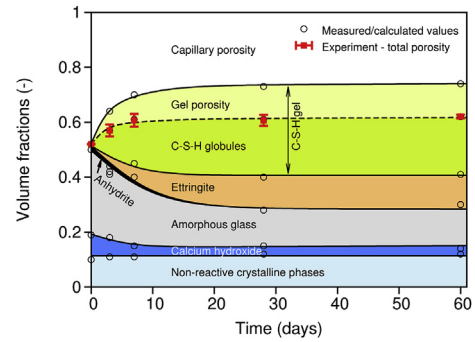 Measured/calculated values
Experiment - total porosity
Capillary porosity
Gel porosity
C-S-H globules
C-S-H gel
Ettringite
Anhydrite
Amorphous glass
Calcium hydroxide
Non-reactive crystalline phases
Volume fractions (-)
1
0.8
0.6
0.4
0.2
0
0 10 20 30 40 50 60
Time (days)